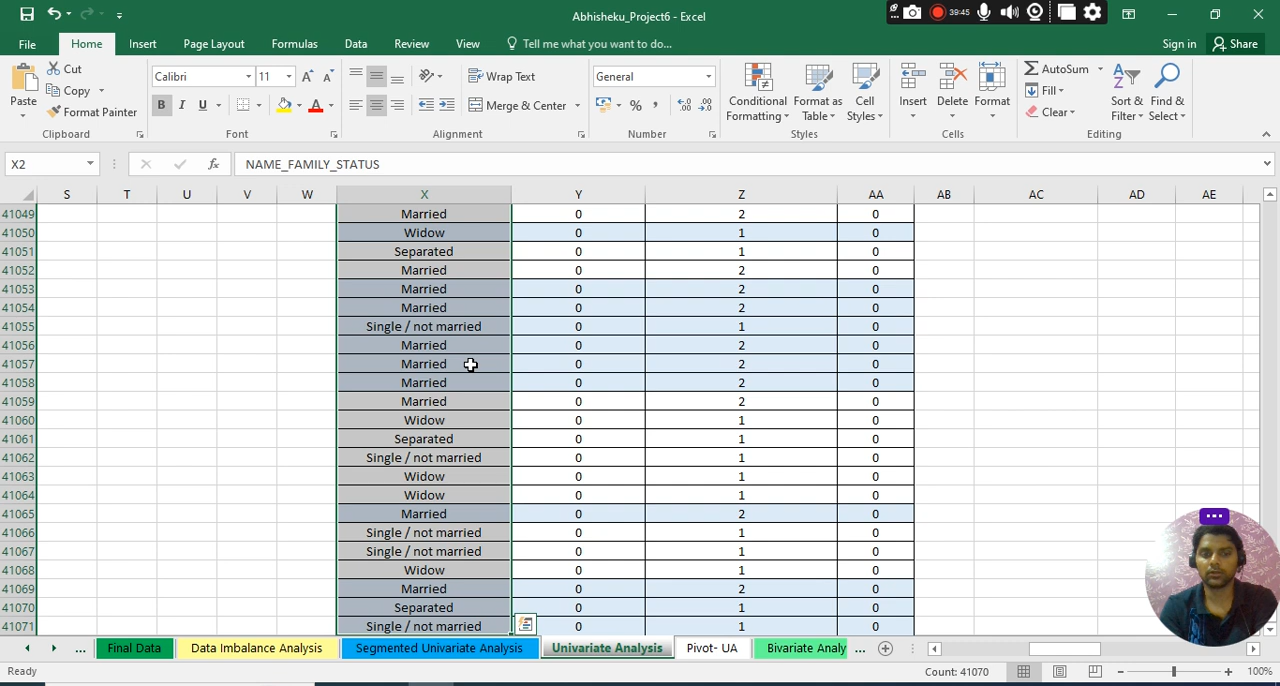 Abhisheku_Project6 - Excel
39:45
File Home Insert Page Layout Formulas Data Review View Tell me what you want to do... Sign in Share
Paste Cut Copy Format Painter Clipboard
Calibri 11 B I U A Font
Wrap Text Merge & Center Alignment
General % , Number
Conditional Formatting Format as Table Cell Styles Styles
Insert Delete Format Cells
AutoSum Fill Clear Sort & Filter Find & Select Editing
X2 fx NAME_FAMILY_STATUS
S T U V W X Y Z AA AB AC AD AE
41049 Married 0 2 0
41050 Widow 0 1 0
41051 Separated 0 1 0
41052 Married 0 2 0
41053 Married 0 2 0
41054 Married 0 2 0
41055 Single / not married 0 1 0
41056 Married 0 2 0
41057 Married 0 2 0
41058 Married 0 2 0
41059 Married 0 2 0
41060 Widow 0 1 0
41061 Separated 0 1 0
41062 Single / not married 0 1 0
41063 Widow 0 1 0
41064 Widow 0 1 0
41065 Married 0 2 0
41066 Single / not married 0 1 0
41067 Single / not married 0 1 0
41068 Widow 0 1 0
41069 Married 0 2 0
41070 Separated 0 1 0
41071 Single / not married 0 1 0
... Final Data Data Imbalance Analysis Segmented Univariate Analysis Univariate Analysis Pivot- UA Bivariate Analy ...
Ready Count: 41070 100%